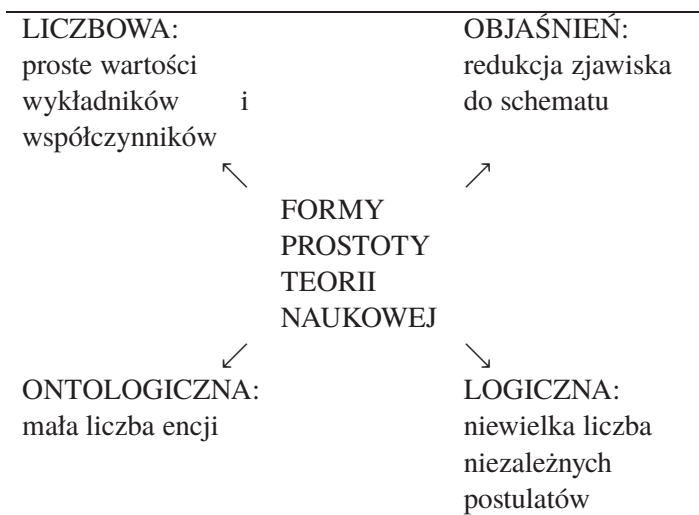 LICZBOWA:
proste wartości
wykładników i
współczynników
OBJAŚNIEŃ:
redukcja zjawiska
do schematu
FORMY
PROSTOTY
TEORII
NAUKOWEJ
ONTOLOGICZNA:
mała liczba encji
LOGICZNA:
niewielka liczba
niezależnych
postulatów